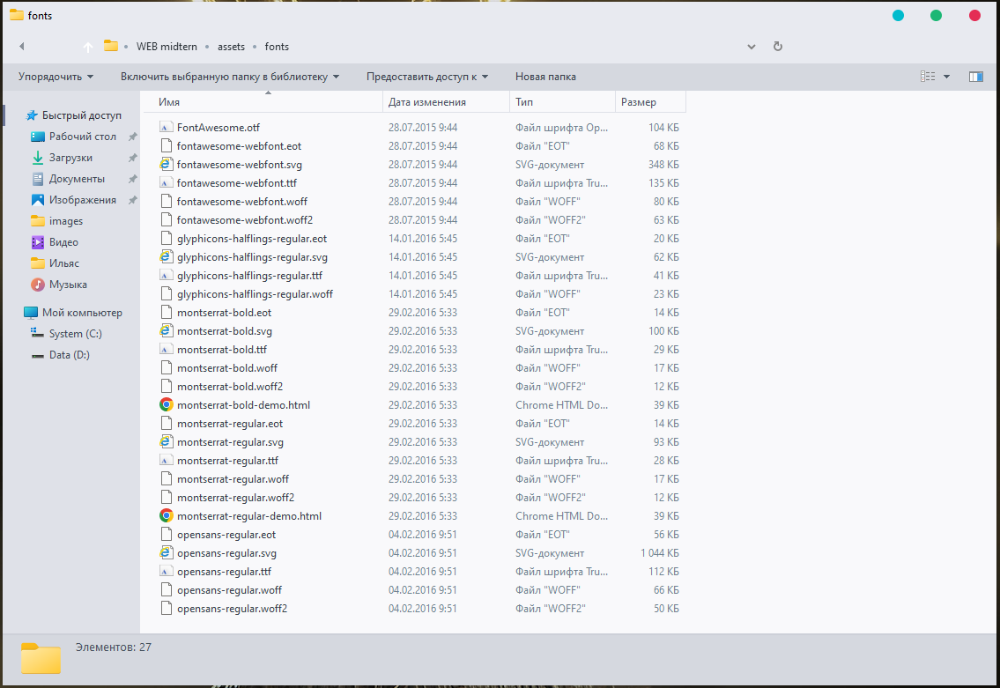 fonts
WEB midtern • assets • fonts
Упорядочить Включить выбранную папку в библиотеку Предоставить доступ к Новая папка
Имя Дата изменения Тип Размер
Быстрый доступ
Рабочий стол
Загрузки
Документы
Изображения
images
Видео
Ильяс
Музыка
Мой компьютер
System (C:)
Data (D:)
FontAwesome.otf 28.07.2015 9:44 Файл шрифта Op... 104 КБ
fontawesome-webfont.eot 28.07.2015 9:44 Файл "EOT" 68 КБ
fontawesome-webfont.svg 28.07.2015 9:44 SVG-документ 348 КБ
fontawesome-webfont.ttf 28.07.2015 9:44 Файл шрифта Tru... 135 КБ
fontawesome-webfont.woff 28.07.2015 9:44 Файл "WOFF" 80 КБ
fontawesome-webfont.woff2 28.07.2015 9:44 Файл "WOFF2" 63 КБ
glyphicons-halflings-regular.eot 14.01.2016 5:45 Файл "EOT" 20 КБ
glyphicons-halflings-regular.svg 14.01.2016 5:45 SVG-документ 62 КБ
glyphicons-halflings-regular.ttf 14.01.2016 5:45 Файл шрифта Tru... 41 КБ
glyphicons-halflings-regular.woff 14.01.2016 5:45 Файл "WOFF" 23 КБ
montserrat-bold.eot 29.02.2016 5:33 Файл "EOT" 14 КБ
montserrat-bold.svg 29.02.2016 5:33 SVG-документ 100 КБ
montserrat-bold.ttf 29.02.2016 5:33 Файл шрифта Tru... 29 КБ
montserrat-bold.woff 29.02.2016 5:33 Файл "WOFF" 17 КБ
montserrat-bold.woff2 29.02.2016 5:33 Файл "WOFF2" 12 КБ
montserrat-bold-demo.html 29.02.2016 5:33 Chrome HTML Do... 39 КБ
montserrat-regular.eot 29.02.2016 5:33 Файл "EOT" 14 КБ
montserrat-regular.svg 29.02.2016 5:33 SVG-документ 93 КБ
montserrat-regular.ttf 29.02.2016 5:33 Файл шрифта Tru... 28 КБ
montserrat-regular.woff 29.02.2016 5:33 Файл "WOFF" 17 КБ
montserrat-regular.woff2 29.02.2016 5:33 Файл "WOFF2" 12 КБ
montserrat-regular-demo.html 29.02.2016 5:33 Chrome HTML Do... 39 КБ
opensans-regular.eot 04.02.2016 9:51 Файл "EOT" 56 КБ
opensans-regular.svg 04.02.2016 9:51 SVG-документ 1 044 КБ
opensans-regular.ttf 04.02.2016 9:51 Файл шрифта Tru... 112 КБ
opensans-regular.woff 04.02.2016 9:51 Файл "WOFF" 66 КБ
opensans-regular.woff2 04.02.2016 9:51 Файл "WOFF2" 50 КБ
Элементов: 27